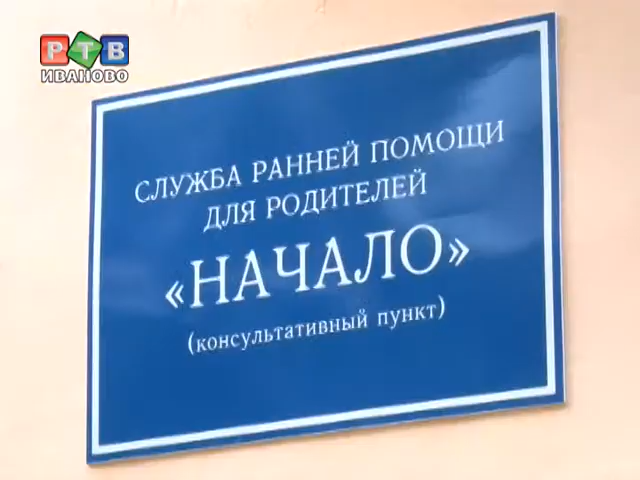 РТВ
ИВАНОВО
СЛУЖБА РАННЕЙ ПОМОЩИ
ДЛЯ РОДИТЕЛЕЙ
«НАЧАЛО»
(консультативный пункт)